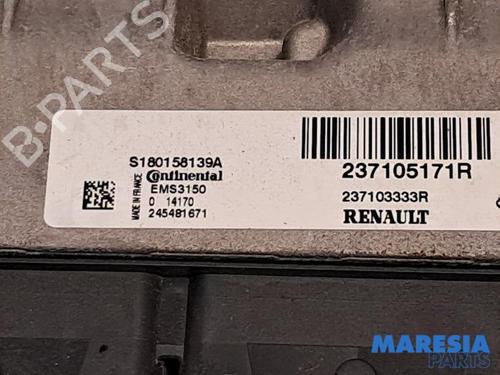 B-PARTS
S180158139A
Continental
MADE IN FRANCE
EMS3150
0 14170
245481671
237105171R
237103333R
RENAULT
MARESIA
PARTS